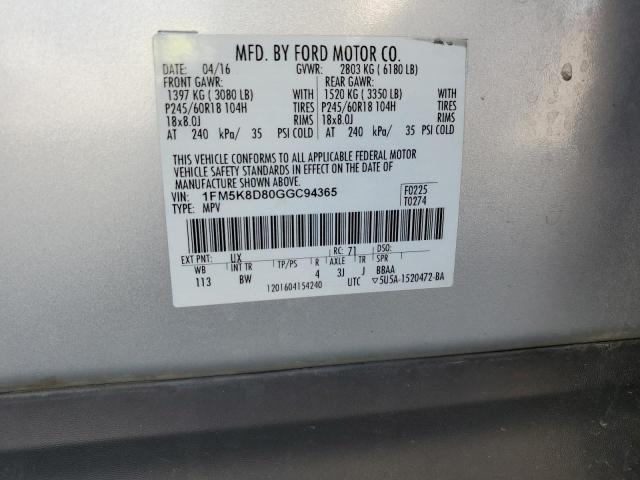 MFD. BY FORD MOTOR CO.
DATE: 04/16 GVWR: 2803 KG ( 6180 LB)
FRONT GAWR: REAR GAWR:
1397 KG ( 3080 LB) WITH 1520 KG ( 3350 LB) WITH
P245/60R18 104H TIRES P245/60R18 104H TIRES
18x8.0J RIMS 18x8.0J RIMS
AT 240 kPa/ 35 PSI COLD AT 240 kPa/ 35 PSI COLD
THIS VEHICLE CONFORMS TO ALL APPLICABLE FEDERAL MOTOR
VEHICLE SAFETY STANDARDS IN EFFECT ON THE DATE OF
MANUFACTURE SHOWN ABOVE.
VIN: 1FM5K8D80GGC94365 F0225
TYPE: MPV T0274
EXT PNT: UX RC: 71 DSO:
WB INT TR TP/PS R AXLE TR SPR
113 BW 4 3J J BBAA
1201604154240 UTC ▽5U5A-1520472-BA